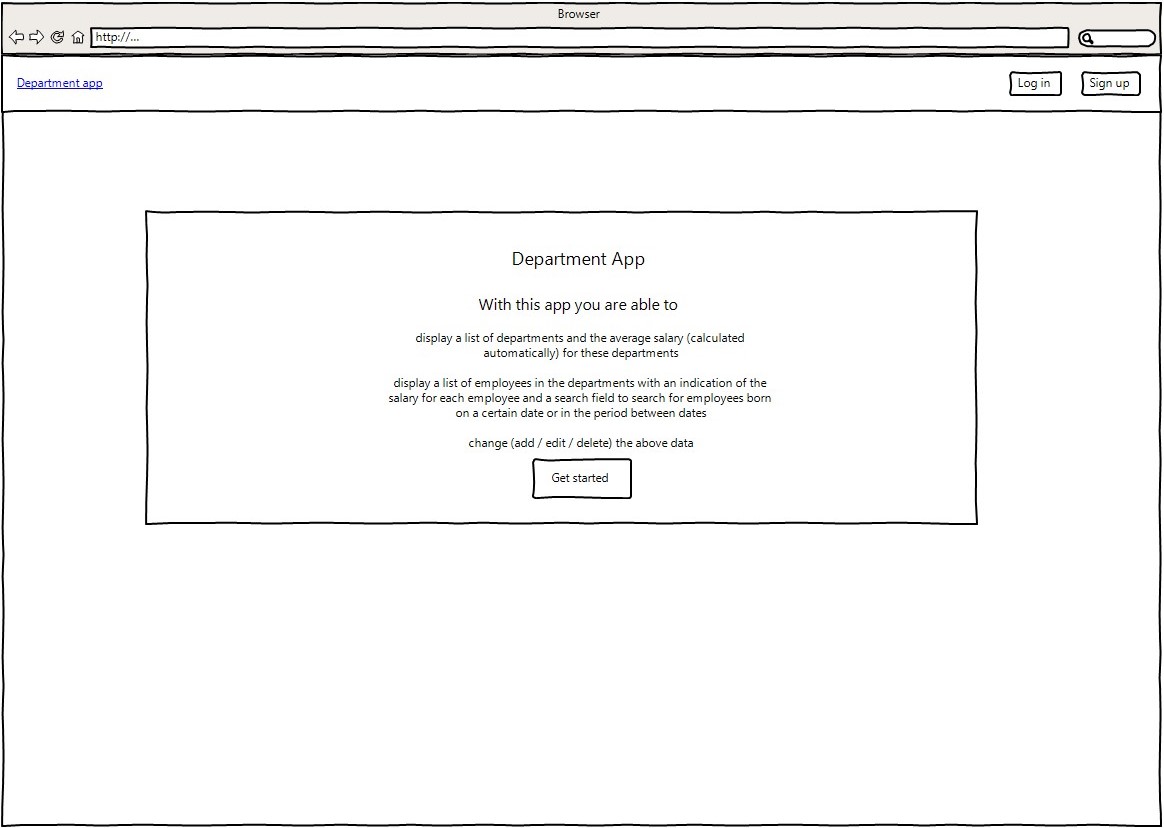 Browser
http://...
Department app
Log in
Sign up
Department App
With this app you are able to
display a list of departments and the average salary (calculated
automatically) for these departments
display a list of employees in the departments with an indication of the
salary for each employee and a search field to search for employees born
on a certain date or in the period between dates
change (add / edit / delete) the above data
Get started